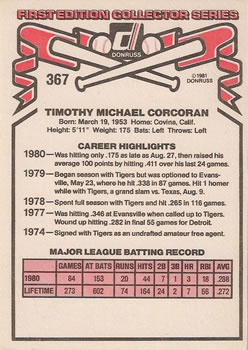 FIRST EDITION COLLECTOR SERIES
DONRUSS
367
©1981
DONRUSS
TIMOTHY MICHAEL CORCORAN
Born: March 19, 1953 Home: Covina, Calif.
Height: 5'11" Weight: 175 Bats: Left Throws: Left
CAREER HIGHLIGHTS
1980—Was hitting only .175 as late as Aug. 27, then raised his
average 100 points by hitting .411 over his last 24 games.
1979—Began season with Tigers but was optioned to Evans-
ville, May 23, where he hit .338 in 87 games. Hit 1 homer
while with Tigers, a grand slam vs. Texas, Aug. 9.
1978—Spent full season with Tigers and hit .265 in 116 games.
1977—Was hitting .346 at Evansville when called up to Tigers.
Wound up hitting .282 in final 55 games for Detroit.
1974—Signed with Tigers as an undrafted amateur free agent.
MAJOR LEAGUE BATTING RECORD
GAMES AT BATS RUNS HITS 2B 3B HR RBI AVG
1980 84 153 20 44 7 1 3 18 .288
LIFETIME 273 602 74 164 22 3 7 66 .272